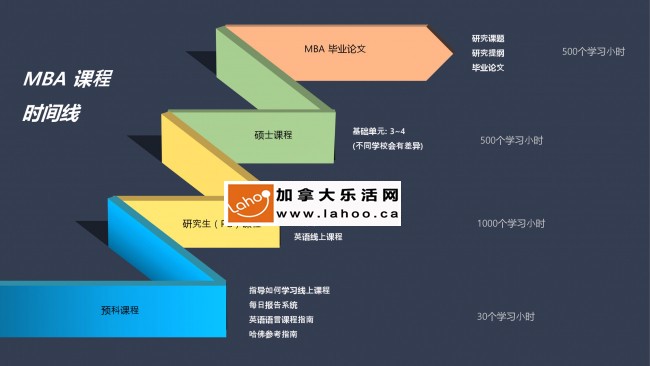 MBA 课程
时间线
MBA 毕业论文
研究课题
研究提纲
毕业论文
500个学习小时
硕士课程
基础单元: 3~4
(不同学校会有差异)
500个学习小时
Lahoo
加拿大乐活网
www.lahoo.ca
研究生
1000个学习小时
英语线上课程
预科课程
指导如何学习线上课程
每日报告系统
英语语言课程指南
哈佛参考指南
30个学习小时